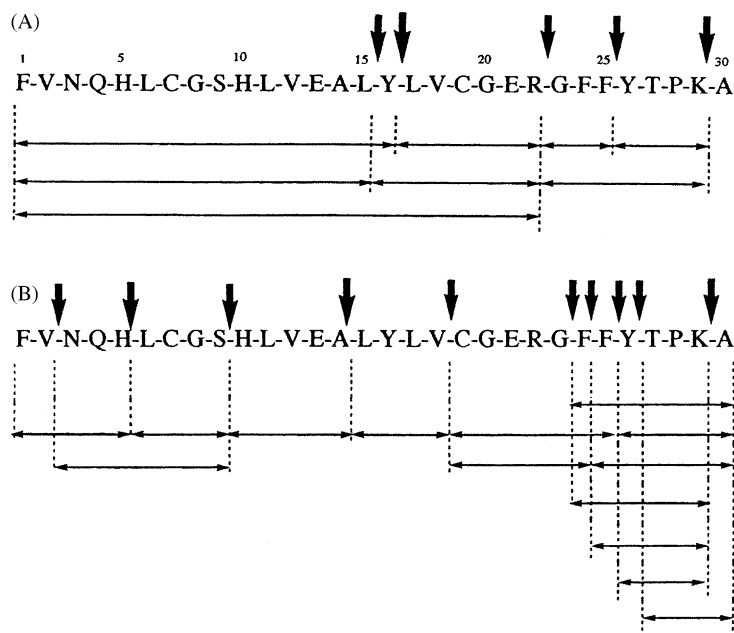 (A)
1 5 10 15 20 25 30
F-V-N-Q-H-L-C-G-S-H-L-V-E-A-L-Y-L-V-C-G-E-R-G-F-F-Y-T-P-K-A
(B)
F-V-N-Q-H-L-C-G-S-H-L-V-E-A-L-Y-L-V-C-G-E-R-G-F-F-Y-T-P-K-A